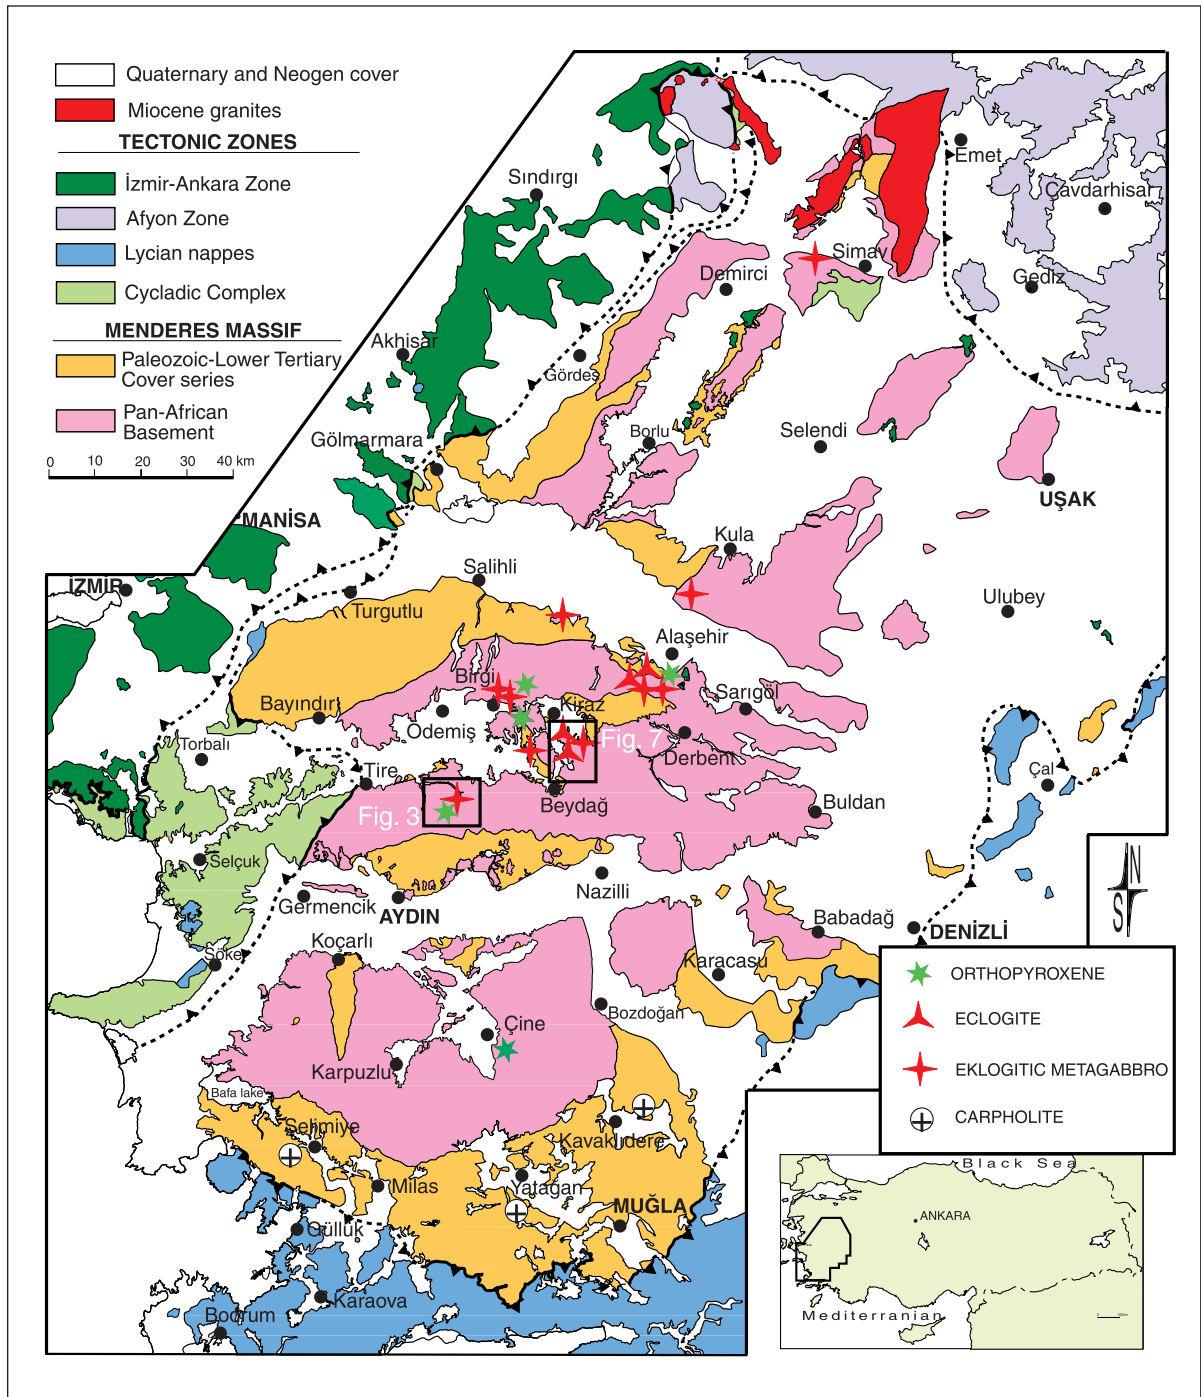 Quaternary and Neogen cover
Miocene granites
TECTONIC ZONES
İzmir-Ankara Zone
Afyon Zone
Lycian nappes
Cycladic Complex
MENDERES MASSIF
Paleozoic-Lower Tertiary
Cover series
Pan-African
Basement
0 10 20 30 40 km
Sındırgı
Emet
Çavdarhisar
Simav
Demirci
Gediz
Akhisar
Gördeş
Gölmarmara
Borlu
Selendi
UŞAK
MANİSA
Kula
Salihli
İZMİR
Turgutlu
Ulubey
Alaşehir
Birgi
Sarıgöl
Bayındır
Kiraz
Ödemiş
Fig. 7
Torbalı
Derbent
Tire
Çal
Beydağ
Buldan
Fig. 3
Selçuk
Nazilli
Germencik
AYDIN
Babadağ
DENİZLİ
Koçarlı
Söke
Karacasu
Bozdoğan
Çine
Karpuzlu
Bafa lake
Selimiye
Kavaklıdere
Milas
Yatağan
MUĞLA
Güllük
Karaova
Bodrum
N
S
ORTHOPYROXENE
ECLOGITE
EKLOGITIC METAGABBRO
CARPHOLITE
Black Sea
ANKARA
Mediterranian